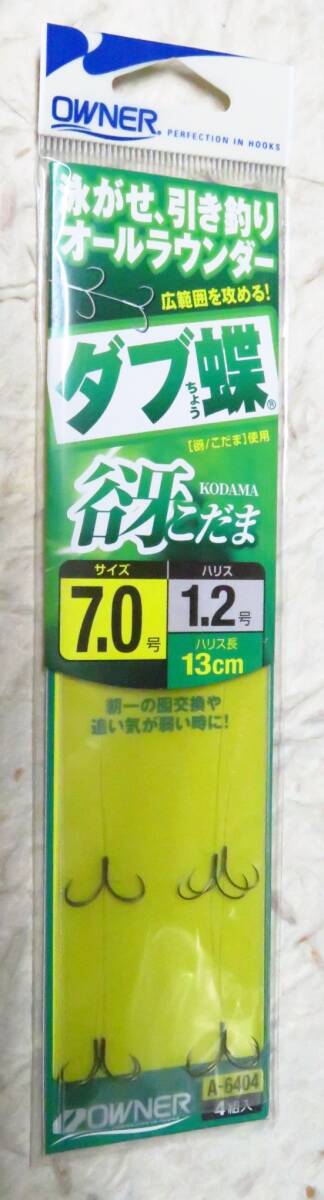 OWNER®
PERFECTION IN HOOKS
泳がせ、引き釣り
オールラウンダー
広範囲を攻める!
ダブ蝶®
ちょう
[谺/こだま]使用
谺こだま
KODAMA
サイズ
7.0号
ハリス
1.2号
ハリス長
13cm
朝一の囮交換や
追い気が弱い時に!
A-6404
4組入
OWNER